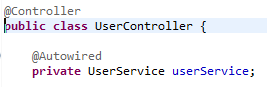 @Controller
public class UserController {
@Autowired
private UserService userService;